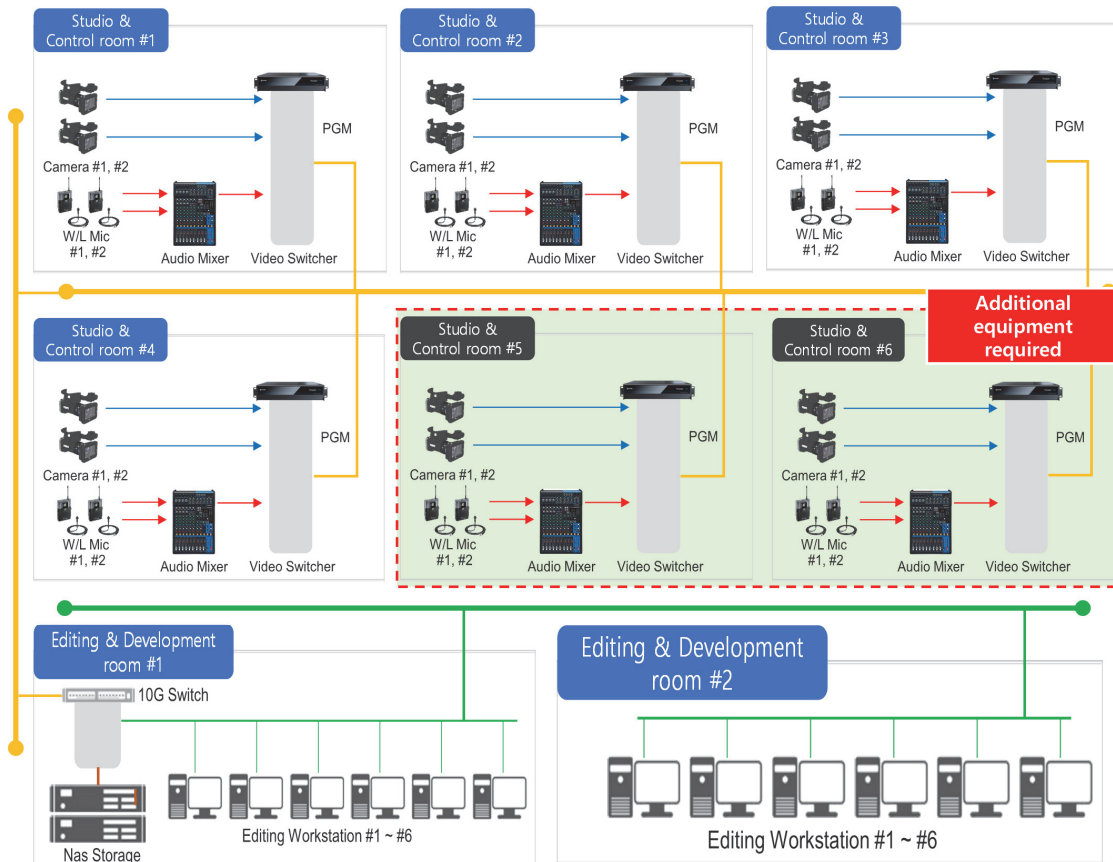 Studio &
Control room #1
PGM
Camera #1, #2
W/L Mic
#1, #2
Audio Mixer
Video Switcher
Studio &
Control room #2
PGM
Camera #1, #2
W/L Mic
#1, #2
Audio Mixer
Video Switcher
Studio &
Control room #3
PGM
Camera #1, #2
W/L Mic
#1, #2
Audio Mixer
Video Switcher
Additional
equipment
required
Studio &
Control room #4
PGM
Camera #1, #2
W/L Mic
#1, #2
Audio Mixer
Video Switcher
Studio &
Control room #5
PGM
Camera #1, #2
W/L Mic
#1, #2
Audio Mixer
Video Switcher
Studio &
Control room #6
PGM
Camera #1, #2
W/L Mic
#1, #2
Audio Mixer
Video Switcher
Editing & Development
room #1
10G Switch
Editing Workstation #1 ~ #6
Nas Storage
Editing & Development
room #2
Editing Workstation #1 ~ #6